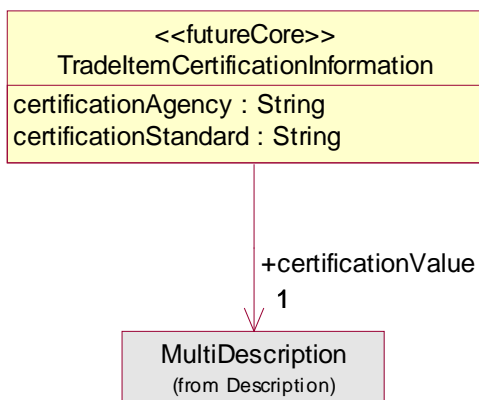 <<futureCore>>
TradeItemCertificationInformation
certificationAgency : String
certificationStandard : String
+certificationValue
1
MultiDescription
(from Description)